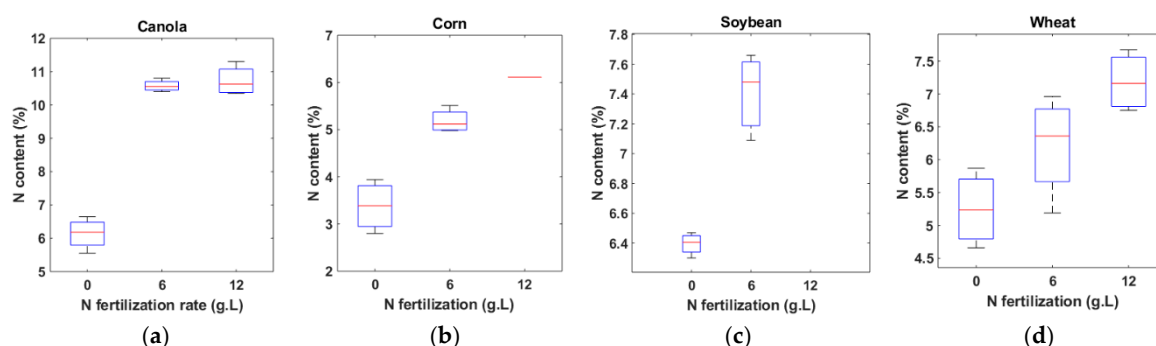 Canola
12
11
10
9
8
7
6
5
N content (%)
0 6 12
N fertilization rate (g.L)
(a)
Corn
7
6
5
4
3
2
N content (%)
0 6 12
N fertilization (g.L)
(b)
Soybean
7.8
7.6
7.4
7.2
7
6.8
6.6
6.4
N content (%)
0 6 12
N fertilization (g.L)
(c)
Wheat
7.5
7
6.5
6
5.5
5
4.5
N content (%)
0 6 12
N fertilization (g.L)
(d)